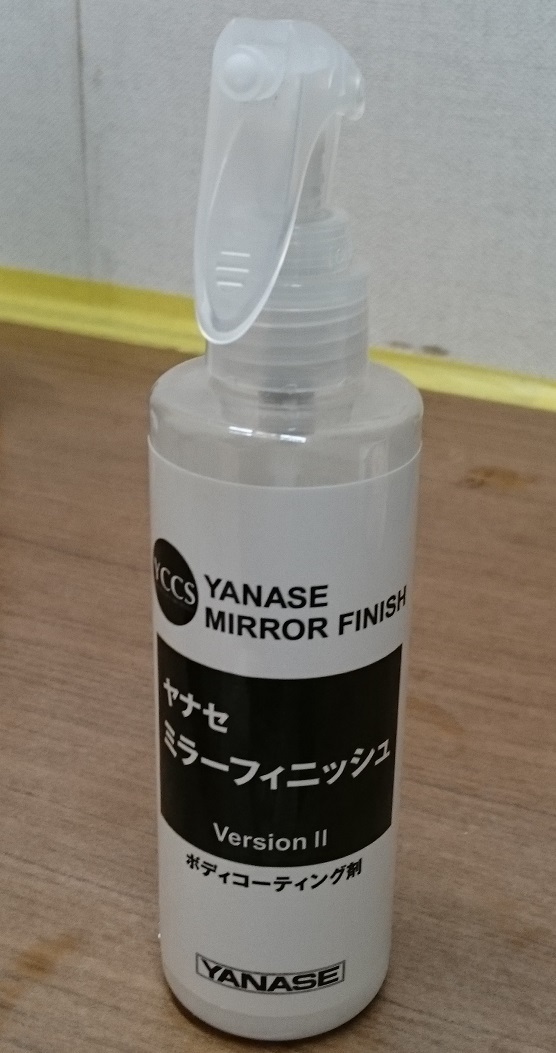 YCCS
YANASE
MIRROR FINISH
ヤナセ
ミラーフィニッシュ
Version II
ボディコーティング剤
YANASE